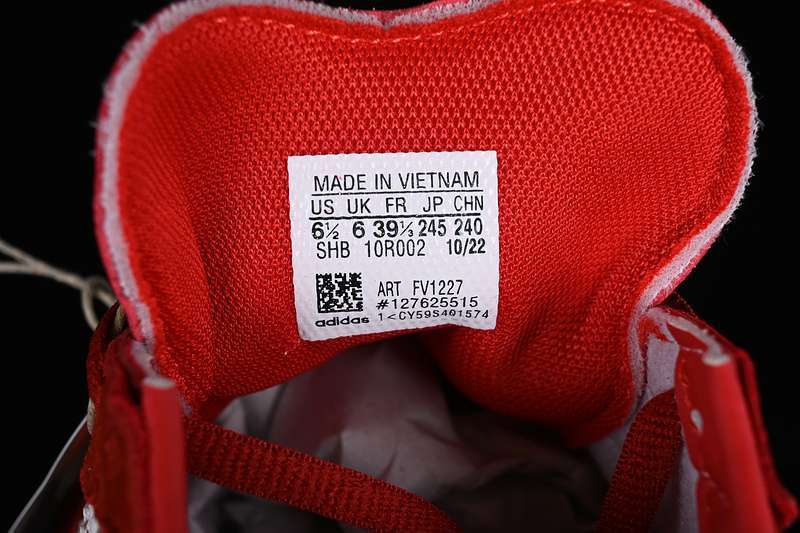 MADE IN VIETNAM
US UK FR JP CHN
6½ 6 39⅓ 245 240
SHB 10R002 10/22
ART FV1227
#127625515
adidas 1<CY59S401574